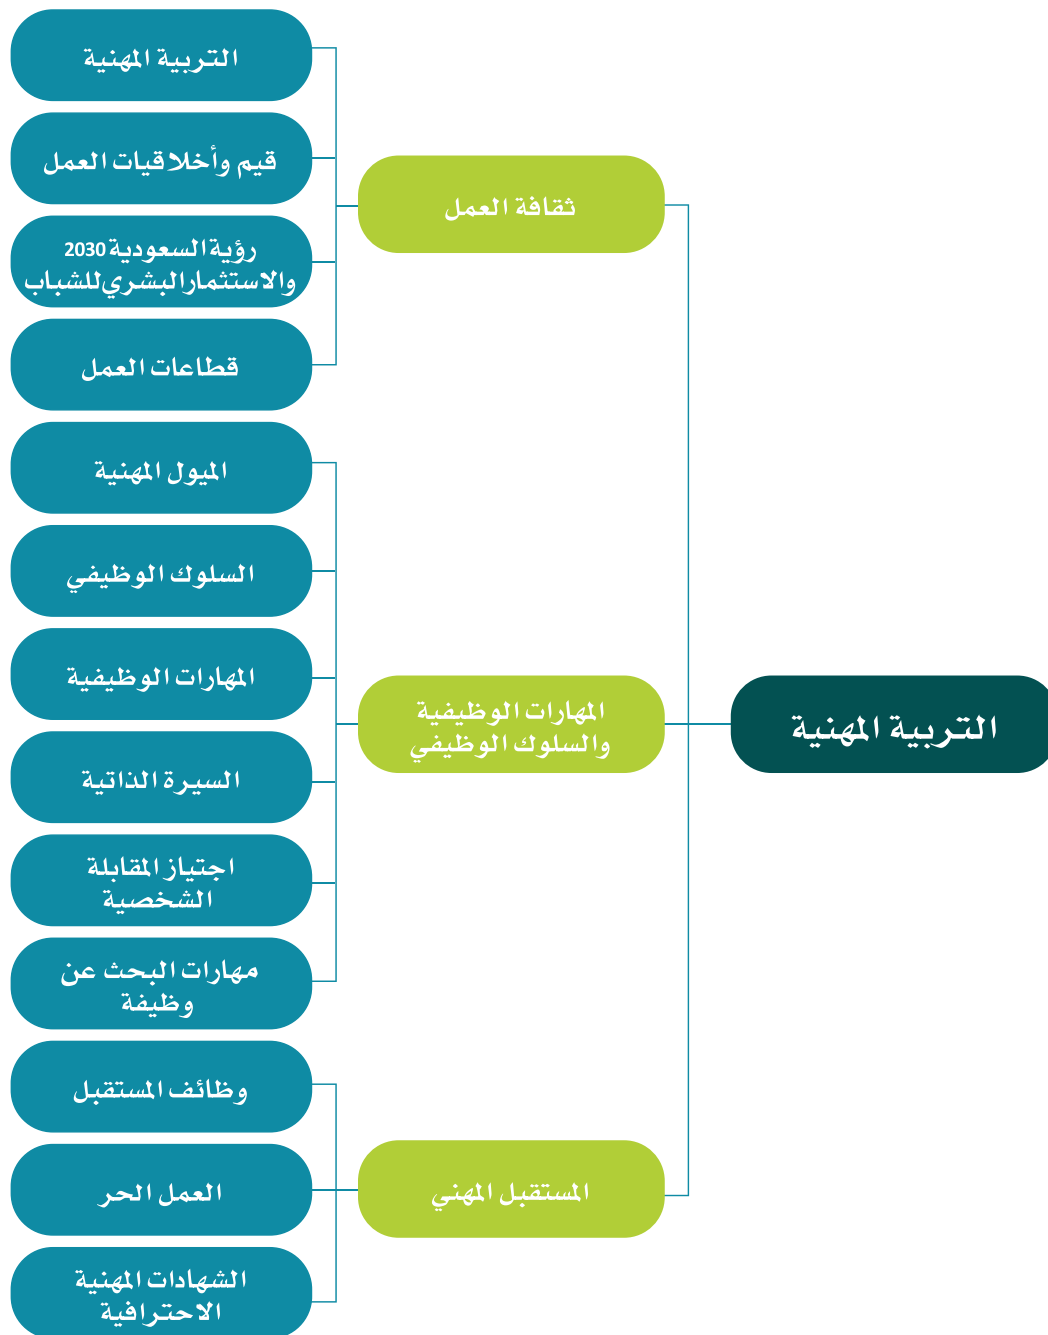 التربية المهنية
ثقافة العمل
التربية المهنية
قيم وأخلاقيات العمل
رؤية السعودية 2030
والاستثمار البشري للشباب
قطاعات العمل
المهارات الوظيفية
والسلوك الوظيفي
الميول المهنية
السلوك الوظيفي
المهارات الوظيفية
السيرة الذاتية
اجتياز المقابلة
الشخصية
مهارات البحث عن
وظيفة
المستقبل المهني
وظائف المستقبل
العمل الحر
الشهادات المهنية
الاحترافية